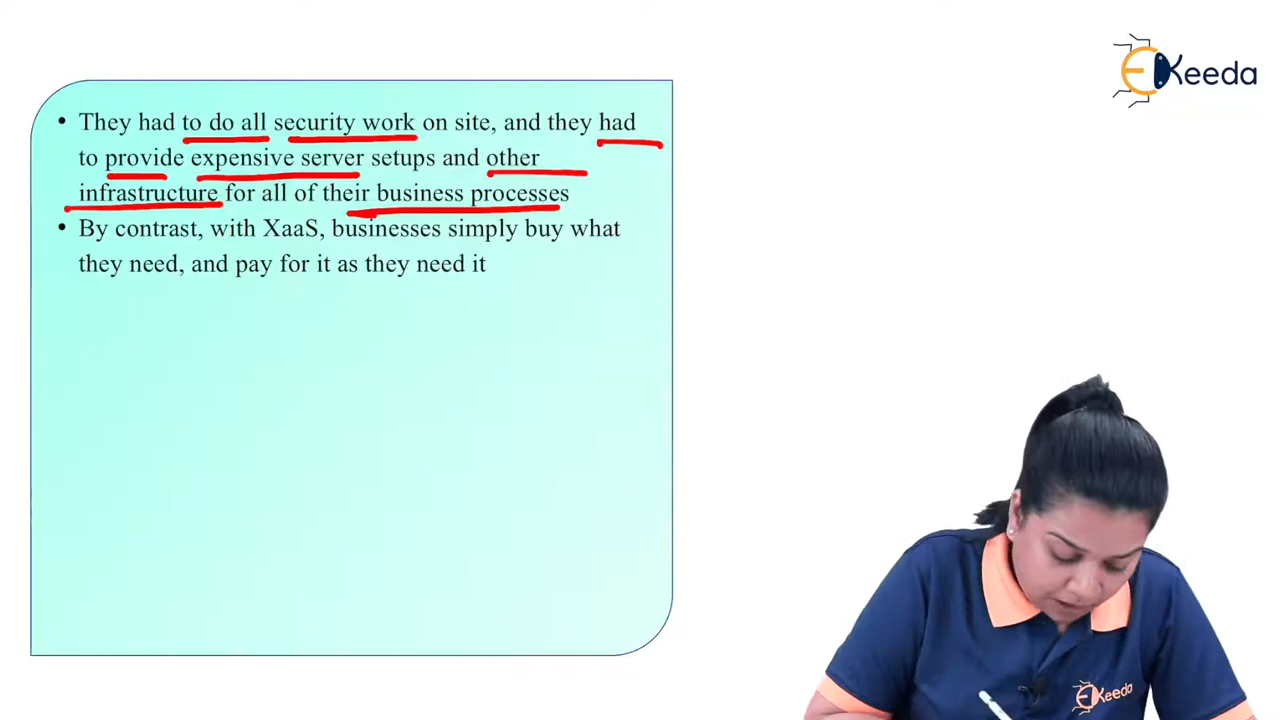 EKeeda
• They had to do all security work on site, and they had
to provide expensive server setups and other
infrastructure for all of their business processes
• By contrast, with XaaS, businesses simply buy what
they need, and pay for it as they need it
EKeeda